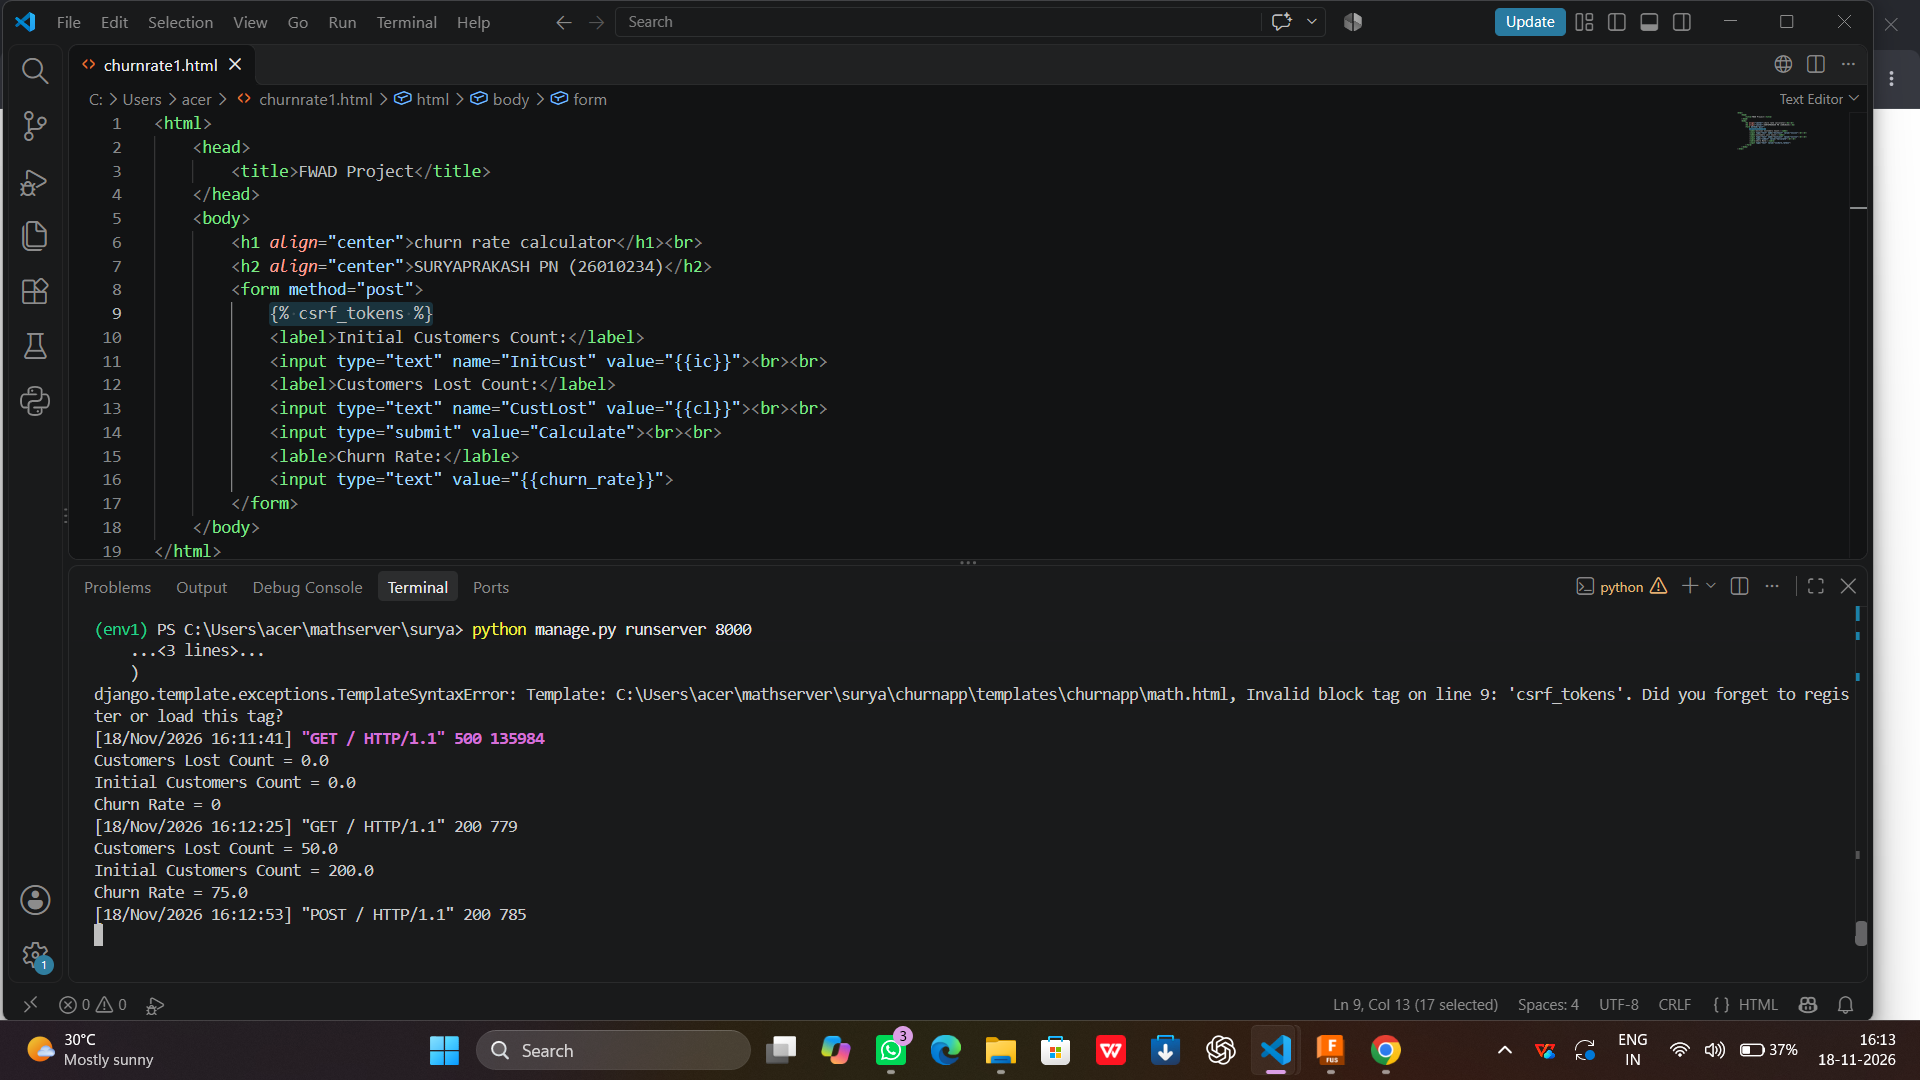 File Edit Selection View Go Run Terminal Help Search Update
churnrate1.html
C: > Users > acer > churnrate1.html > html > body > form Text Editor
1 <html>
2 <head>
3 <title>FWAD Project</title>
4 </head>
5 <body>
6 <h1 align="center">churn rate calculator</h1><br>
7 <h2 align="center">SURYAPRAKASH PN (26010234)</h2>
8 <form method="post">
9 {% csrf_tokens %}
10 <label>Initial Customers Count:</label>
11 <input type="text" name="InitCust" value="{{ic}}"><br><br>
12 <label>Customers Lost Count:</label>
13 <input type="text" name="CustLost" value="{{cl}}"><br><br>
14 <input type="submit" value="Calculate"><br><br>
15 <lable>Churn Rate:</lable>
16 <input type="text" value="{{churn_rate}}">
17 </form>
18 </body>
19 </html>
Problems Output Debug Console Terminal Ports python
(env1) PS C:\Users\acer\mathserver\surya> python manage.py runserver 8000
...<3 lines>...
)
django.template.exceptions.TemplateSyntaxError: Template: C:\Users\acer\mathserver\surya\churnapp\templates\churnapp\math.html, Invalid block tag on line 9: 'csrf_tokens'. Did you forget to regis
ter or load this tag?
[18/Nov/2026 16:11:41] "GET / HTTP/1.1" 500 135984
Customers Lost Count = 0.0
Initial Customers Count = 0.0
Churn Rate = 0
[18/Nov/2026 16:12:25] "GET / HTTP/1.1" 200 779
Customers Lost Count = 50.0
Initial Customers Count = 200.0
Churn Rate = 75.0
[18/Nov/2026 16:12:53] "POST / HTTP/1.1" 200 785
1
0 0 Ln 9, Col 13 (17 selected) Spaces: 4 UTF-8 CRLF {} HTML
30°C
Mostly sunny
Search
3
W
F
FUS
ENG
IN
37%
16:13
18-11-2026